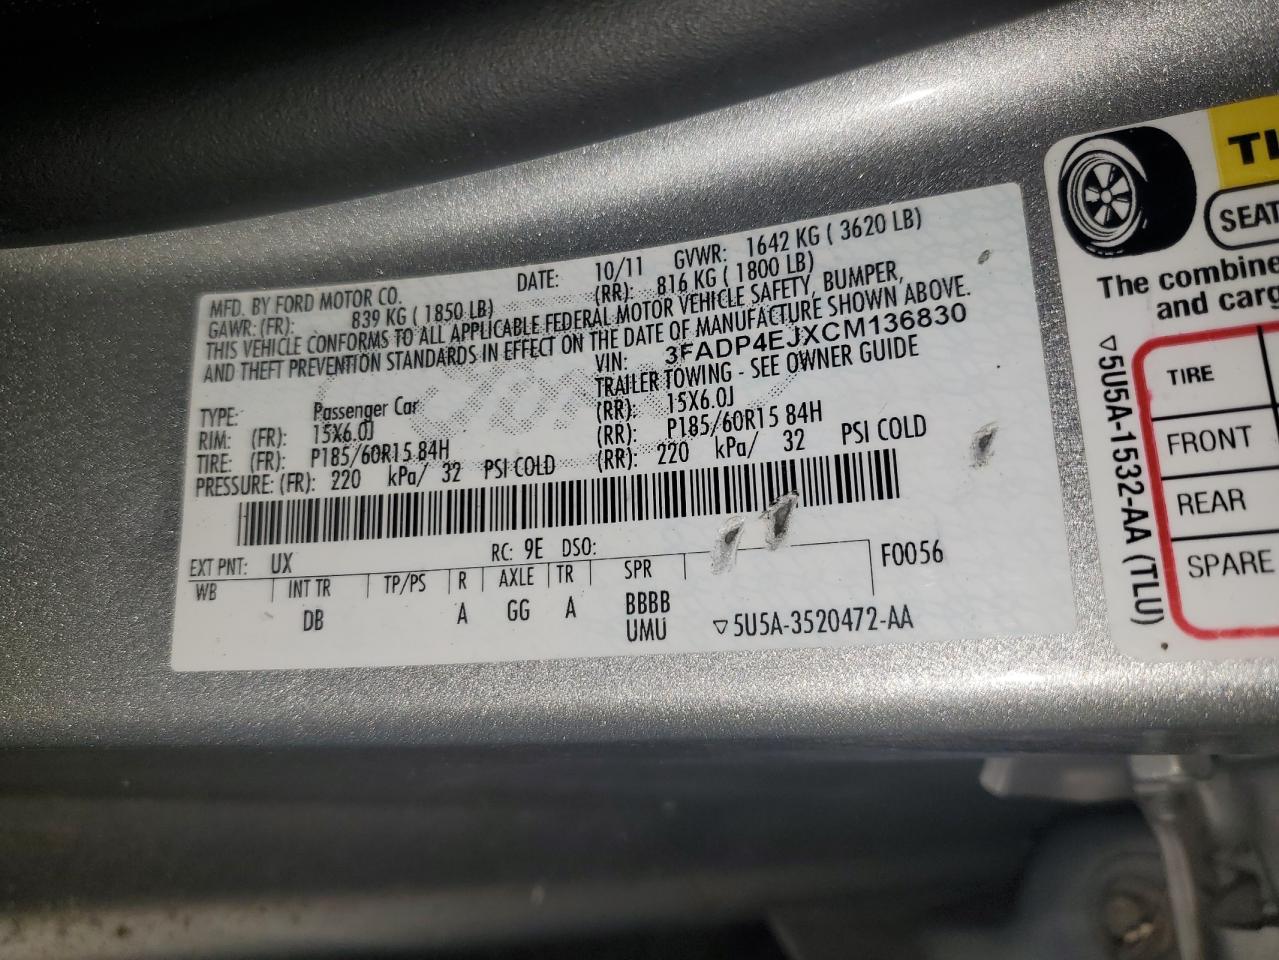 MFD. BY FORD MOTOR CO. DATE: 10/11 GVWR: 1642 KG ( 3620 LB)
GAWR: (FR): 839 KG ( 1850 LB) (RR): 816 KG ( 1800 LB)
THIS VEHICLE CONFORMS TO ALL APPLICABLE FEDERAL MOTOR VEHICLE SAFETY, BUMPER,
AND THEFT PREVENTION STANDARDS IN EFFECT ON THE DATE OF MANUFACTURE SHOWN ABOVE.
VIN: 3FADP4EJXCM136830
TRAILER TOWING - SEE OWNER GUIDE
TYPE: Passenger Car
RIM: (FR): 15X6.0J (RR): 15X6.0J
TIRE: (FR): P185/60R15 84H (RR): P185/60R15 84H
PRESSURE: (FR): 220 kPa/ 32 PSI COLD (RR): 220 kPa/ 32 PSI COLD
EXT PNT: UX RC: 9E DSO:
WB INT TR TP/PS R AXLE TR SPR F0056
DB A GG A BBBB
UMU ▽5U5A-3520472-AA
SEAT
The combine
and carg
▽5U5A-1532-AA (TLU)
TIRE
FRONT
REAR
SPARE